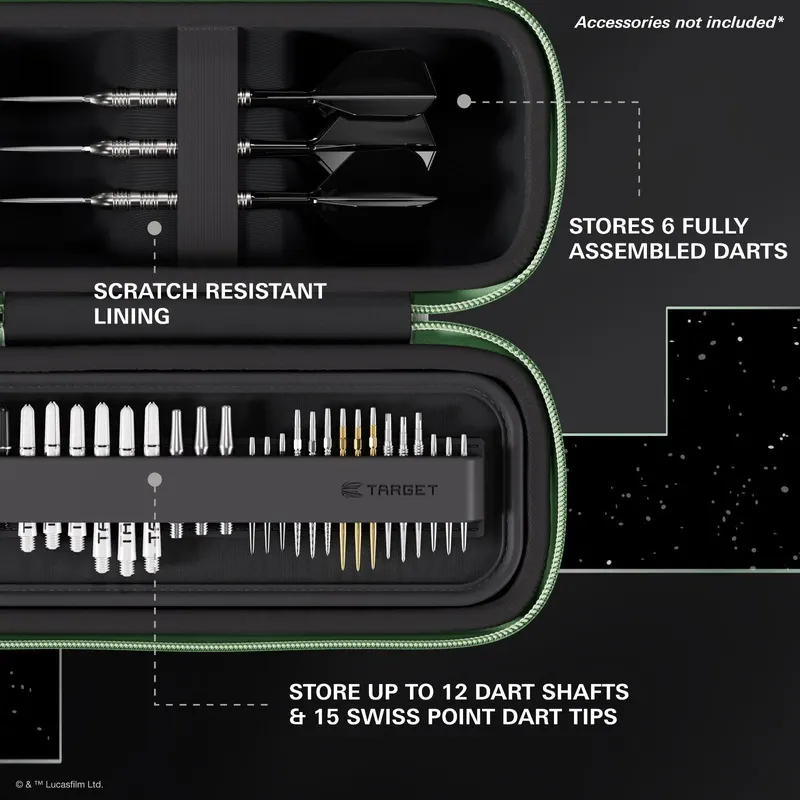 Accessories not included*
STORES 6 FULLY
ASSEMBLED DARTS
SCRATCH RESISTANT
LINING
TARGET
STORE UP TO 12 DART SHAFTS
& 15 SWISS POINT DART TIPS
© & ™ Lucasfilm Ltd.